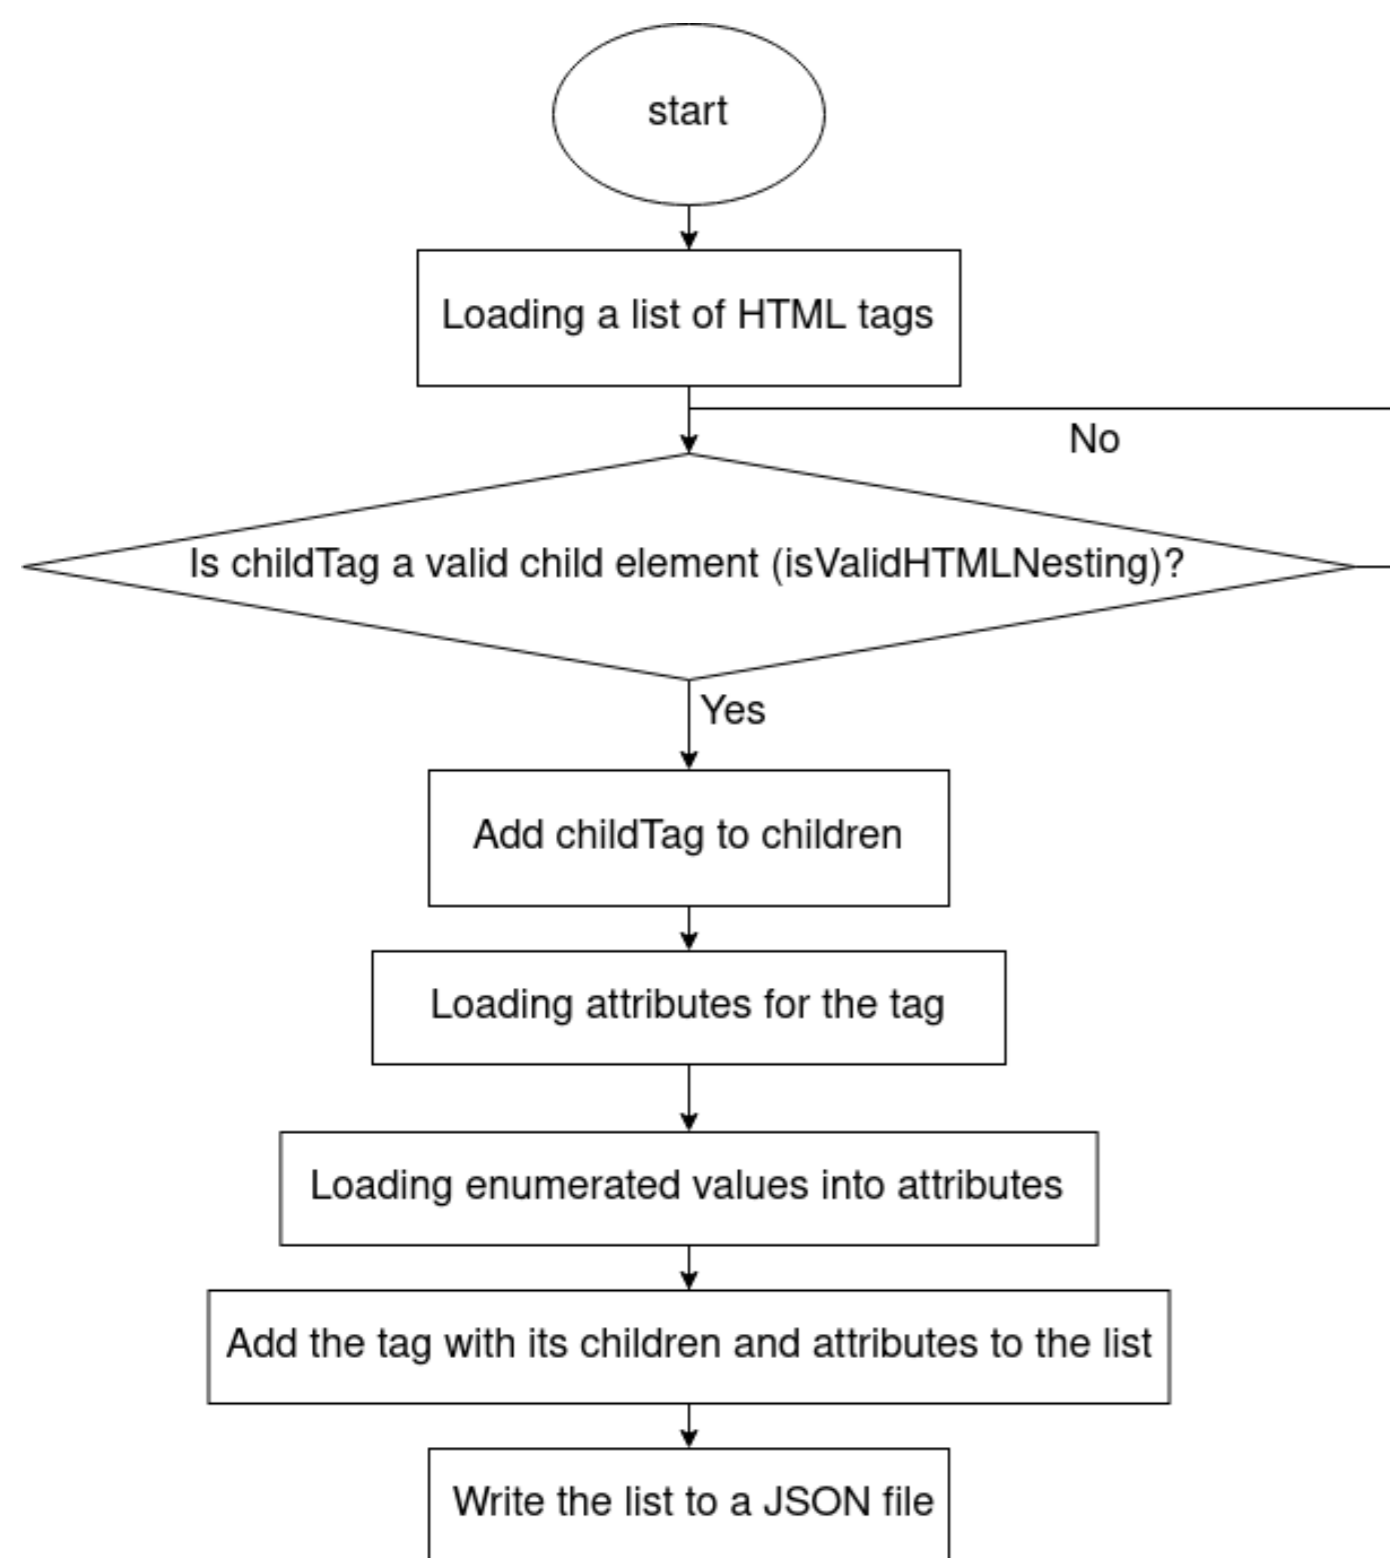 start
Loading a list of HTML tags
No
Is childTag a valid child element (isValidHTMLNesting)?
Yes
Add childTag to children
Loading attributes for the tag
Loading enumerated values into attributes
Add the tag with its children and attributes to the list
Write the list to a JSON file